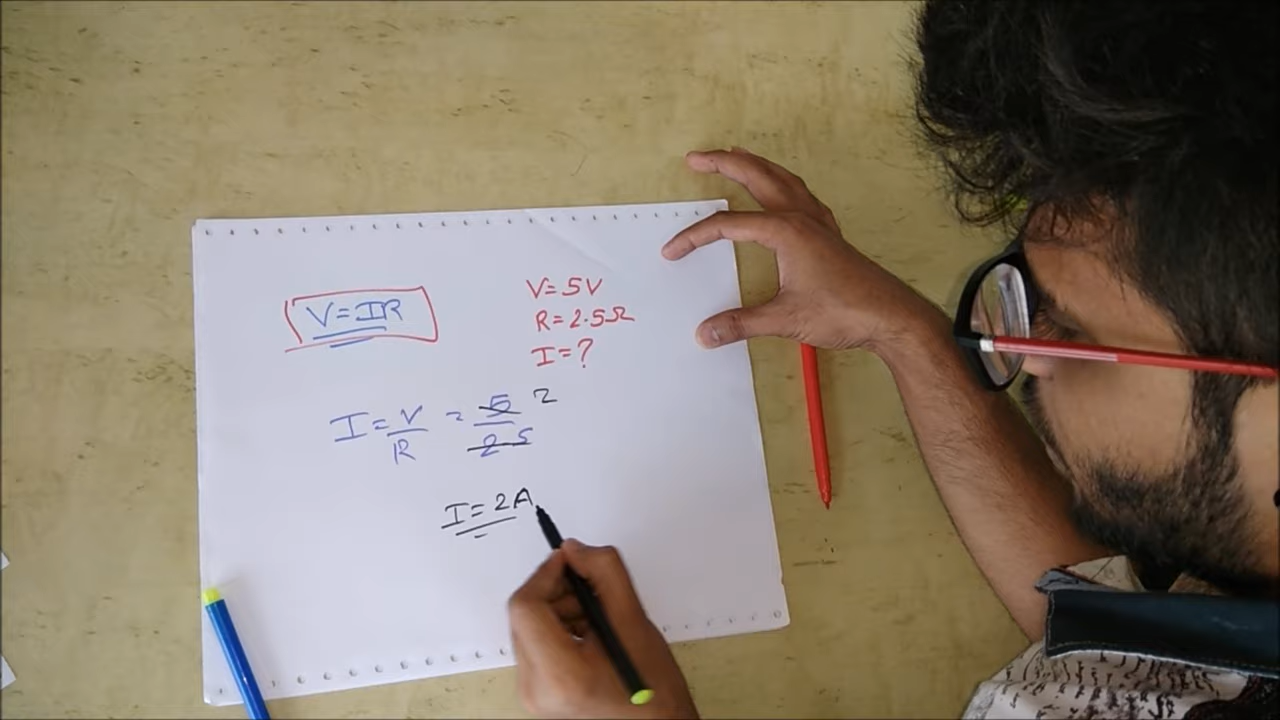 V=IR
V=5V
R=2.5Ω
I=?
I=V/R = 5/2.5 2
I=2A